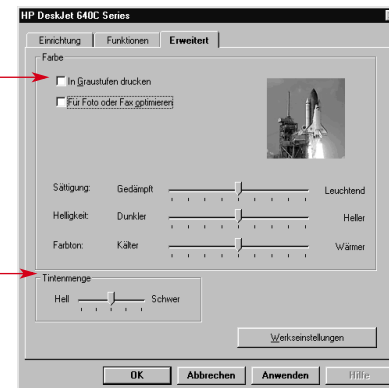 HP DeskJet 640C Series
Einrichtung Funktionen Erweitert
Farbe
In Graustufen drucken
Für Foto oder Fax optimieren
Sättigung: Gedämpft Leuchtend
Helligkeit: Dunkler Heller
Farbton: Kälter Wärmer
Tintenmenge
Hell Schwer
Werkseinstellungen
OK Abbrechen Anwenden Hilfe